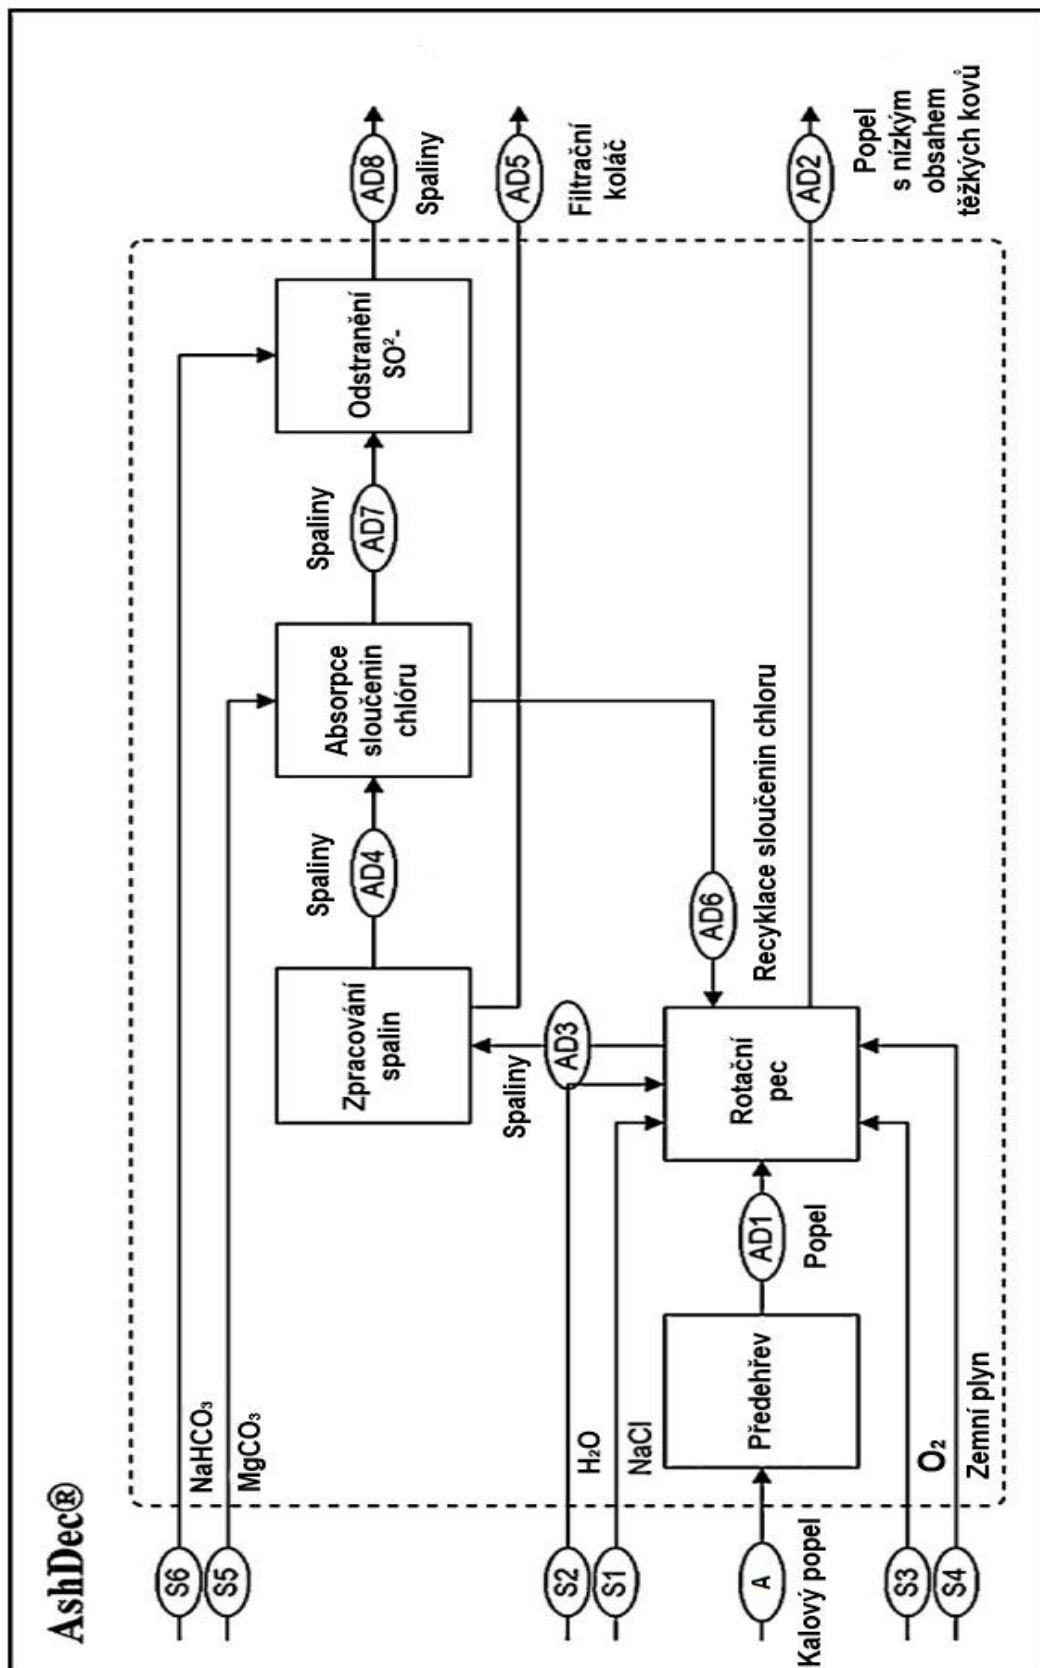 AshDec®
S6
NaHCO₃
S5
MgCO₃
Odstranění
SO²-
AD8
Spaliny
Spaliny
AD7
Absorpce
sloučenin
chlóru
Spaliny
AD4
Zpracování
spalin
AD5
Filtrační
koláč
S2
H₂O
S1
NaCl
Spaliny
AD3
AD6
Recyklace sloučenin chloru
A
Kalový popel
Předehřev
AD1
Popel
Rotační
pec
AD2
Popel
s nízkým
obsahem
těžkých kovů
S3
O₂
S4
Zemní plyn